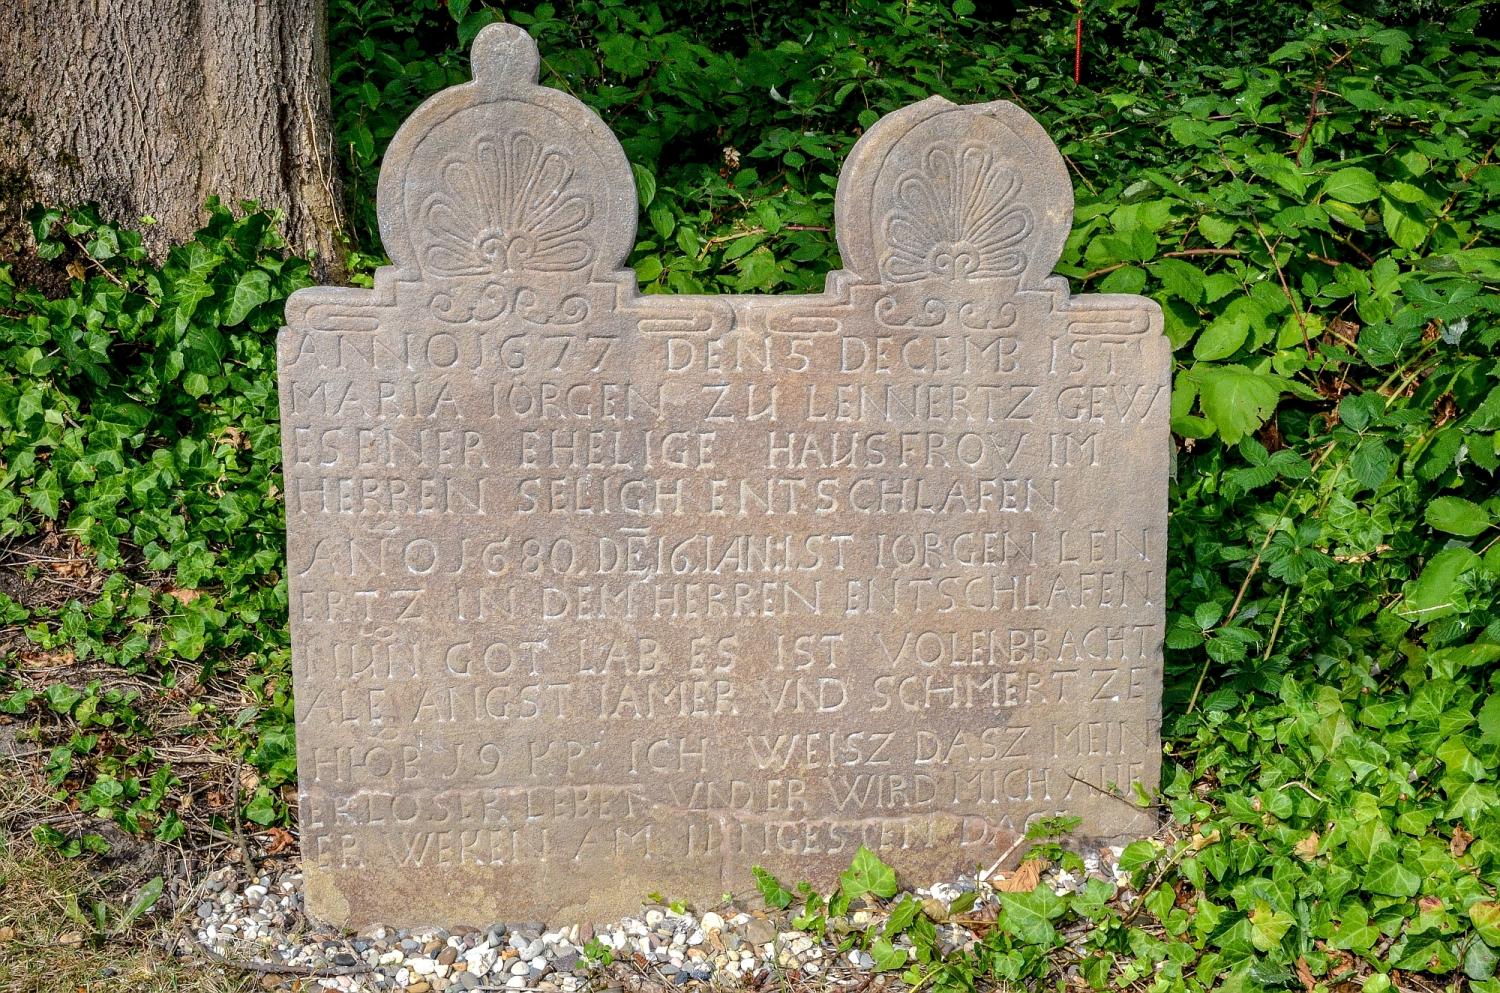 ANNO 1677 DEN 5 DECEMB IST
MARIA IÖRGEN ZU LENNERTZ GEW
ESENER EHELIGE HAUSFROV IM
HERREN SELIGH ENTSCHLAFEN
ANO 1680. DE 16. IAN: IST IORGEN LEN
ERTZ IN DEM HERREN ENTSCHLAFEN
NUN GOT LAB ES IST VOLENBRACHT
ALE ANGST IAMER VND SCHMERTZE
HIOB 19 KP: ICH WEISZ DASZ MEIN
ERLOSER LEBET VND ER WIRD MICH AUF
ER WEKEN AM IUNGESTEN DAG